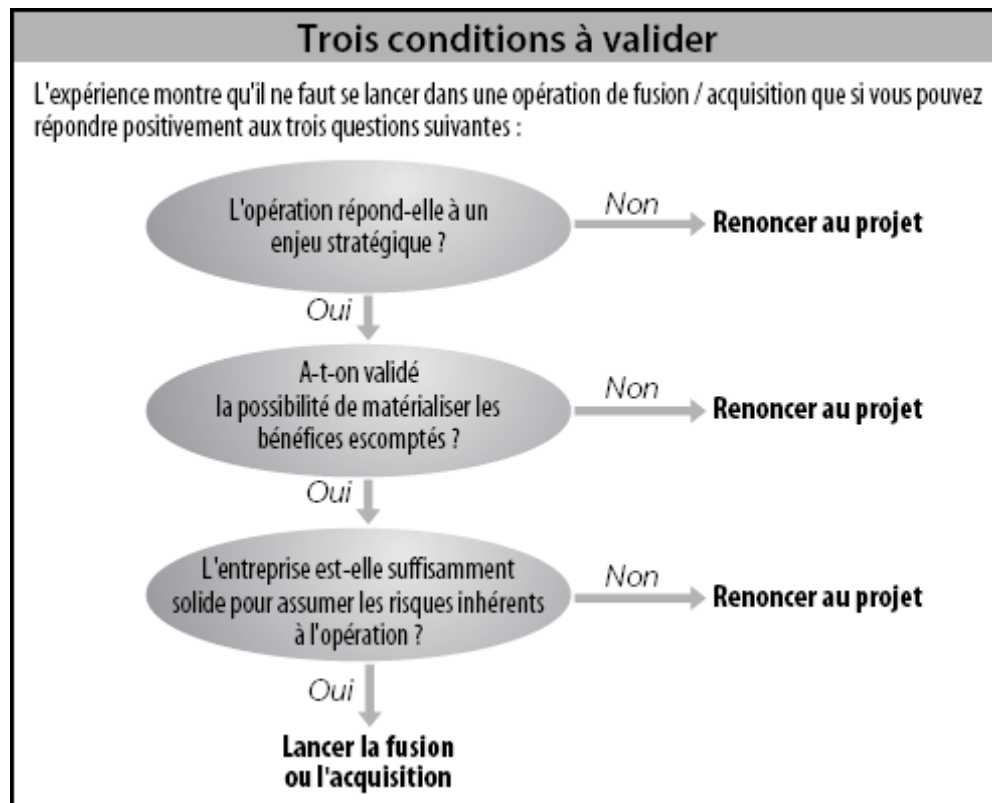 Trois conditions à valider
L'expérience montre qu'il ne faut se lancer dans une opération de fusion / acquisition que si vous pouvez
répondre positivement aux trois questions suivantes :
L'opération répond-elle à un
enjeu stratégique ?
Non
Renoncer au projet
Oui
A-t-on validé
la possibilité de matérialiser les
bénéfices escomptés ?
Non
Renoncer au projet
Oui
L'entreprise est-elle suffisamment
solide pour assumer les risques inhérents
à l'opération ?
Non
Renoncer au projet
Oui
Lancer la fusion
ou l'acquisition